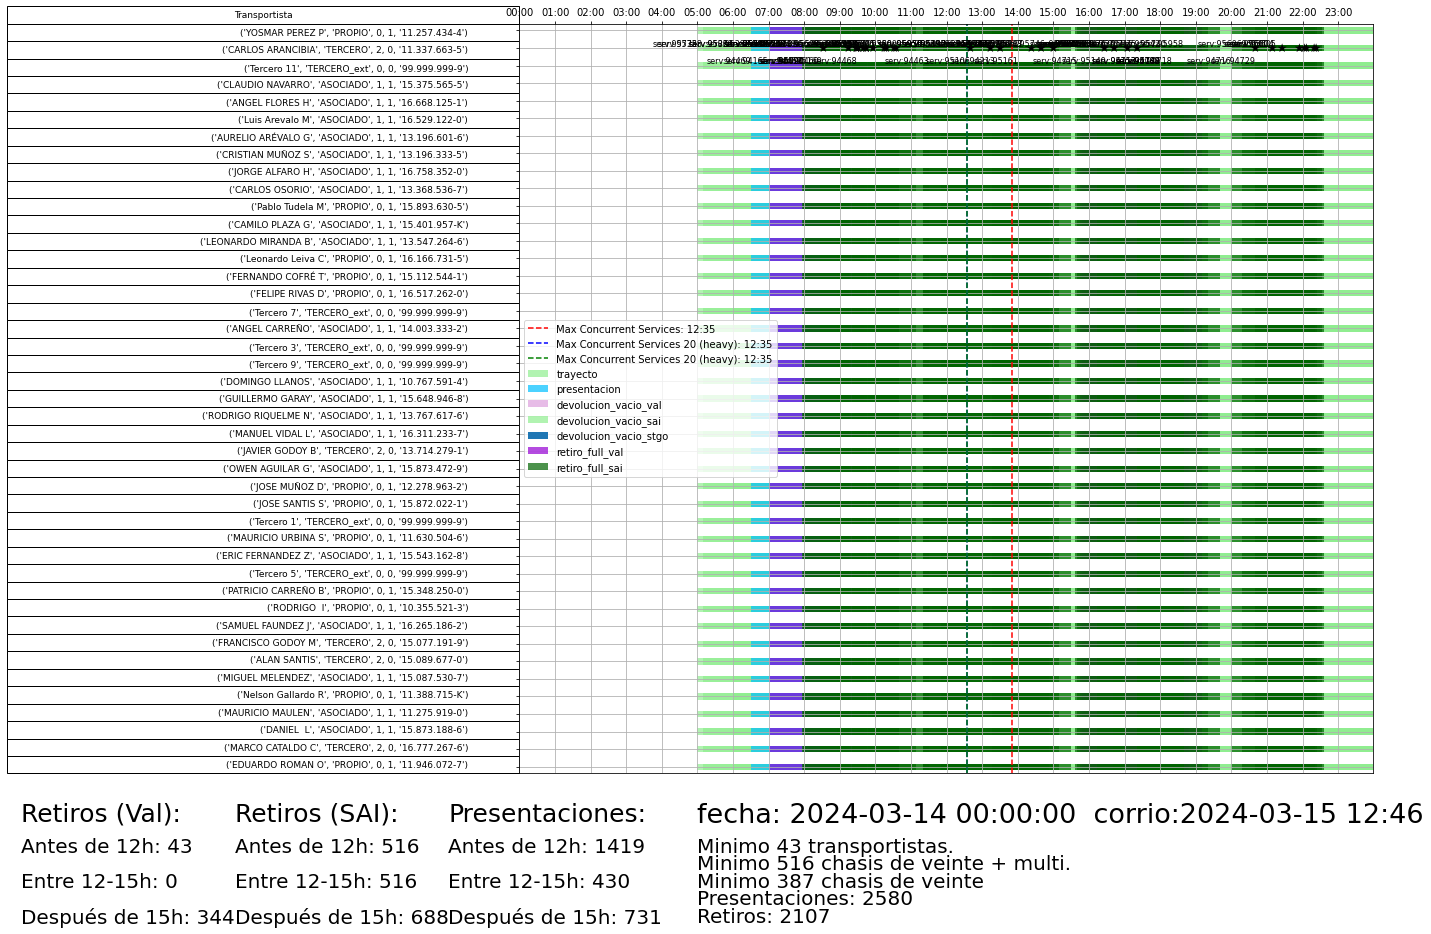 Transportista
00:00 01:00 02:00 03:00 04:00 05:00 06:00 07:00 08:00 09:00 10:00 11:00 12:00 13:00 14:00 15:00 16:00 17:00 18:00 19:00 20:00 21:00 22:00 23:00
('YOSMAR PEREZ P', 'PROPIO', 0, 1, '11.257.434-4')
('CARLOS ARANCIBIA', 'TERCERO', 2, 0, '11.337.663-5')
('Tercero 11', 'TERCERO_ext', 0, 0, '99.999.999-9')
('CLAUDIO NAVARRO', 'ASOCIADO', 1, 1, '15.375.565-5')
('ANGEL FLORES H', 'ASOCIADO', 1, 1, '16.668.125-1')
('Luis Arevalo M', 'ASOCIADO', 1, 1, '16.529.122-0')
('AURELIO ARÉVALO G', 'ASOCIADO', 1, 1, '13.196.601-6')
('CRISTIAN MUÑOZ S', 'ASOCIADO', 1, 1, '13.196.333-5')
('JORGE ALFARO H', 'ASOCIADO', 1, 1, '16.758.352-0')
('CARLOS OSORIO', 'ASOCIADO', 1, 1, '13.368.536-7')
('Pablo Tudela M', 'PROPIO', 0, 1, '15.893.630-5')
('CAMILO PLAZA G', 'ASOCIADO', 1, 1, '15.401.957-K')
('LEONARDO MIRANDA B', 'ASOCIADO', 1, 1, '13.547.264-6')
('Leonardo Leiva C', 'PROPIO', 0, 1, '16.166.731-5')
('FERNANDO COFRÉ T', 'PROPIO', 0, 1, '15.112.544-1')
('FELIPE RIVAS D', 'PROPIO', 0, 1, '16.517.262-0')
('Tercero 7', 'TERCERO_ext', 0, 0, '99.999.999-9')
('ANGEL CARREÑO', 'ASOCIADO', 1, 1, '14.003.333-2')
('Tercero 3', 'TERCERO_ext', 0, 0, '99.999.999-9')
('Tercero 9', 'TERCERO_ext', 0, 0, '99.999.999-9')
('DOMINGO LLANOS', 'ASOCIADO', 1, 1, '10.767.591-4')
('GUILLERMO GARAY', 'ASOCIADO', 1, 1, '15.648.946-8')
('RODRIGO RIQUELME N', 'ASOCIADO', 1, 1, '13.767.617-6')
('MANUEL VIDAL L', 'ASOCIADO', 1, 1, '16.311.233-7')
('JAVIER GODOY B', 'TERCERO', 2, 0, '13.714.279-1')
('OWEN AGUILAR G', 'ASOCIADO', 1, 1, '15.873.472-9')
('JOSE MUÑOZ D', 'PROPIO', 0, 1, '12.278.963-2')
('JOSE SANTIS S', 'PROPIO', 0, 1, '15.872.022-1')
('Tercero 1', 'TERCERO_ext', 0, 0, '99.999.999-9')
('MAURICIO URBINA S', 'PROPIO', 0, 1, '11.630.504-6')
('ERIC FERNANDEZ Z', 'ASOCIADO', 1, 1, '15.543.162-8')
('Tercero 5', 'TERCERO_ext', 0, 0, '99.999.999-9')
('PATRICIO CARREÑO B', 'PROPIO', 0, 1, '15.348.250-0')
('RODRIGO  I', 'PROPIO', 0, 1, '10.355.521-3')
('SAMUEL FAUNDEZ J', 'ASOCIADO', 1, 1, '16.265.186-2')
('FRANCISCO GODOY M', 'TERCERO', 2, 0, '15.077.191-9')
('ALAN SANTIS', 'TERCERO', 2, 0, '15.089.677-0')
('MIGUEL MELENDEZ', 'ASOCIADO', 1, 1, '15.087.530-7')
('Nelson Gallardo R', 'PROPIO', 0, 1, '11.388.715-K')
('MAURICIO MAULEN', 'ASOCIADO', 1, 1, '11.275.919-0')
('DANIEL  L', 'ASOCIADO', 1, 1, '15.873.188-6')
('MARCO CATALDO C', 'TERCERO', 2, 0, '16.777.267-6')
('EDUARDO ROMAN O', 'PROPIO', 0, 1, '11.946.072-7')
Max Concurrent Services: 12:35
Max Concurrent Services 20 (heavy): 12:35
Max Concurrent Services 20 (heavy): 12:35
trayecto
presentacion
devolucion_vacio_val
devolucion_vacio_sai
devolucion_vacio_stgo
retiro_full_val
retiro_full_sai
Retiros (Val):
Antes de 12h: 43
Entre 12-15h: 0
Después de 15h: 344
Retiros (SAI):
Antes de 12h: 516
Entre 12-15h: 516
Después de 15h: 688
Presentaciones:
Antes de 12h: 1419
Entre 12-15h: 430
Después de 15h: 731
fecha: 2024-03-14 00:00:00  corrio:2024-03-15 12:46
Minimo 43 transportistas.
Minimo 516 chasis de veinte + multi.
Minimo 387 chasis de veinte
Presentaciones: 2580
Retiros: 2107